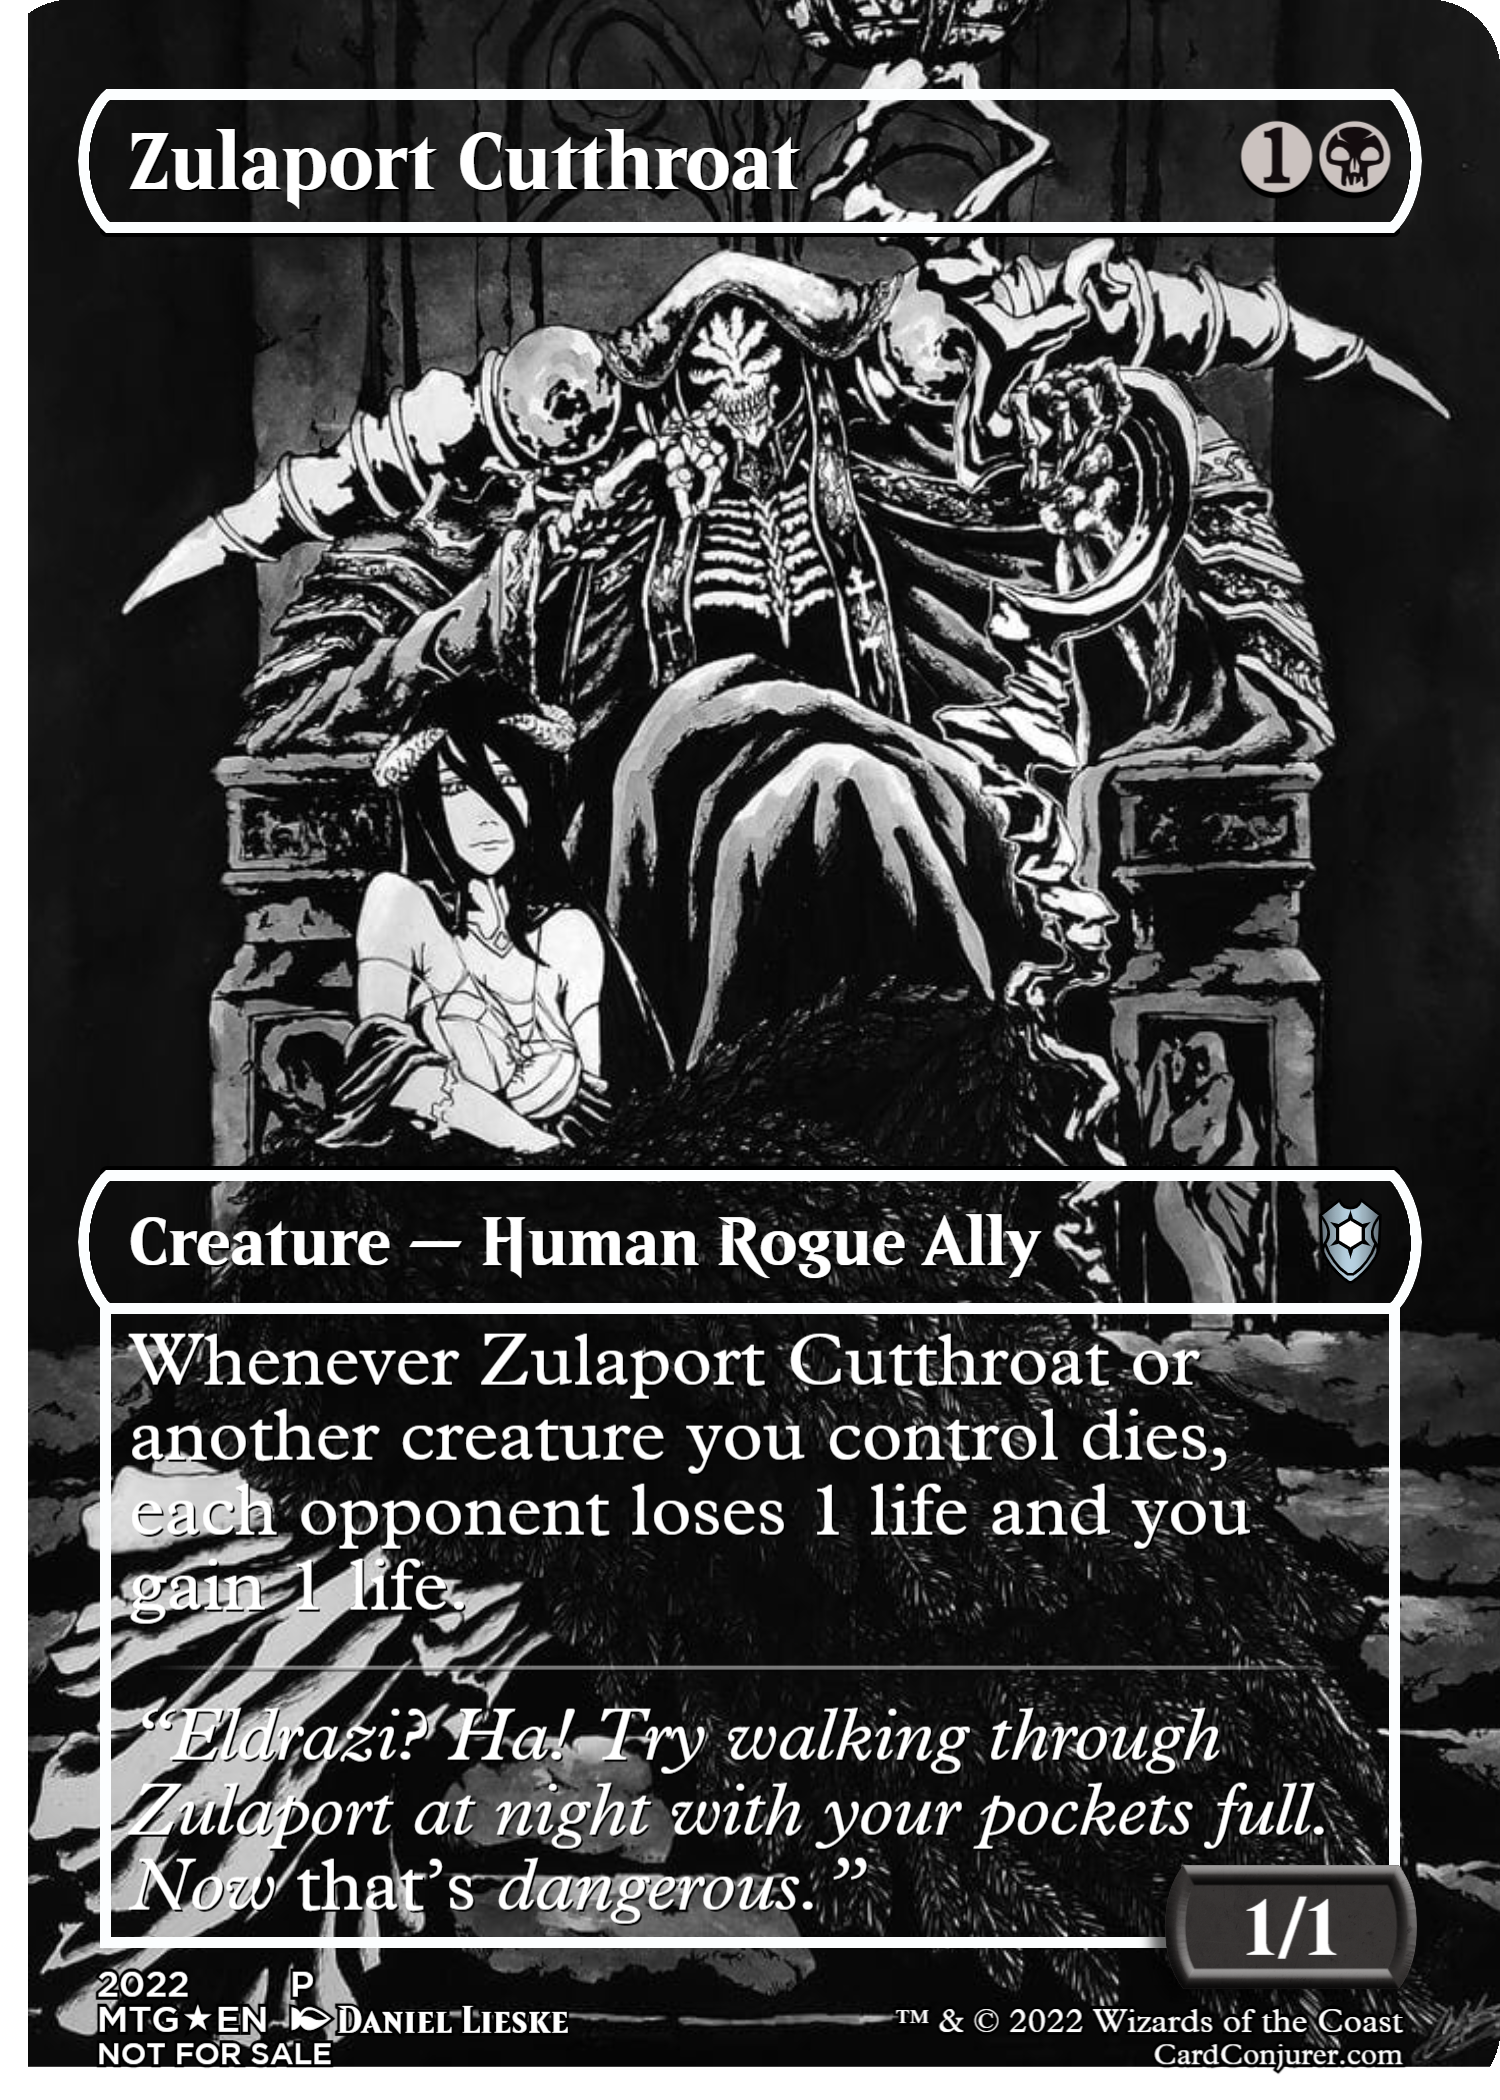 Zulaport Cutthroat 1
Creature — Human Rogue Ally
Whenever Zulaport Cutthroat or
another creature you control dies,
each opponent loses 1 life and you
gain 1 life.
“Eldrazi? Ha! Try walking through
Zulaport at night with your pockets full.
Now that’s dangerous.”
1/1
2022 P
MTG★EN DANIEL LIESKE
NOT FOR SALE
™ & © 2022 Wizards of the Coast
CardConjurer.com